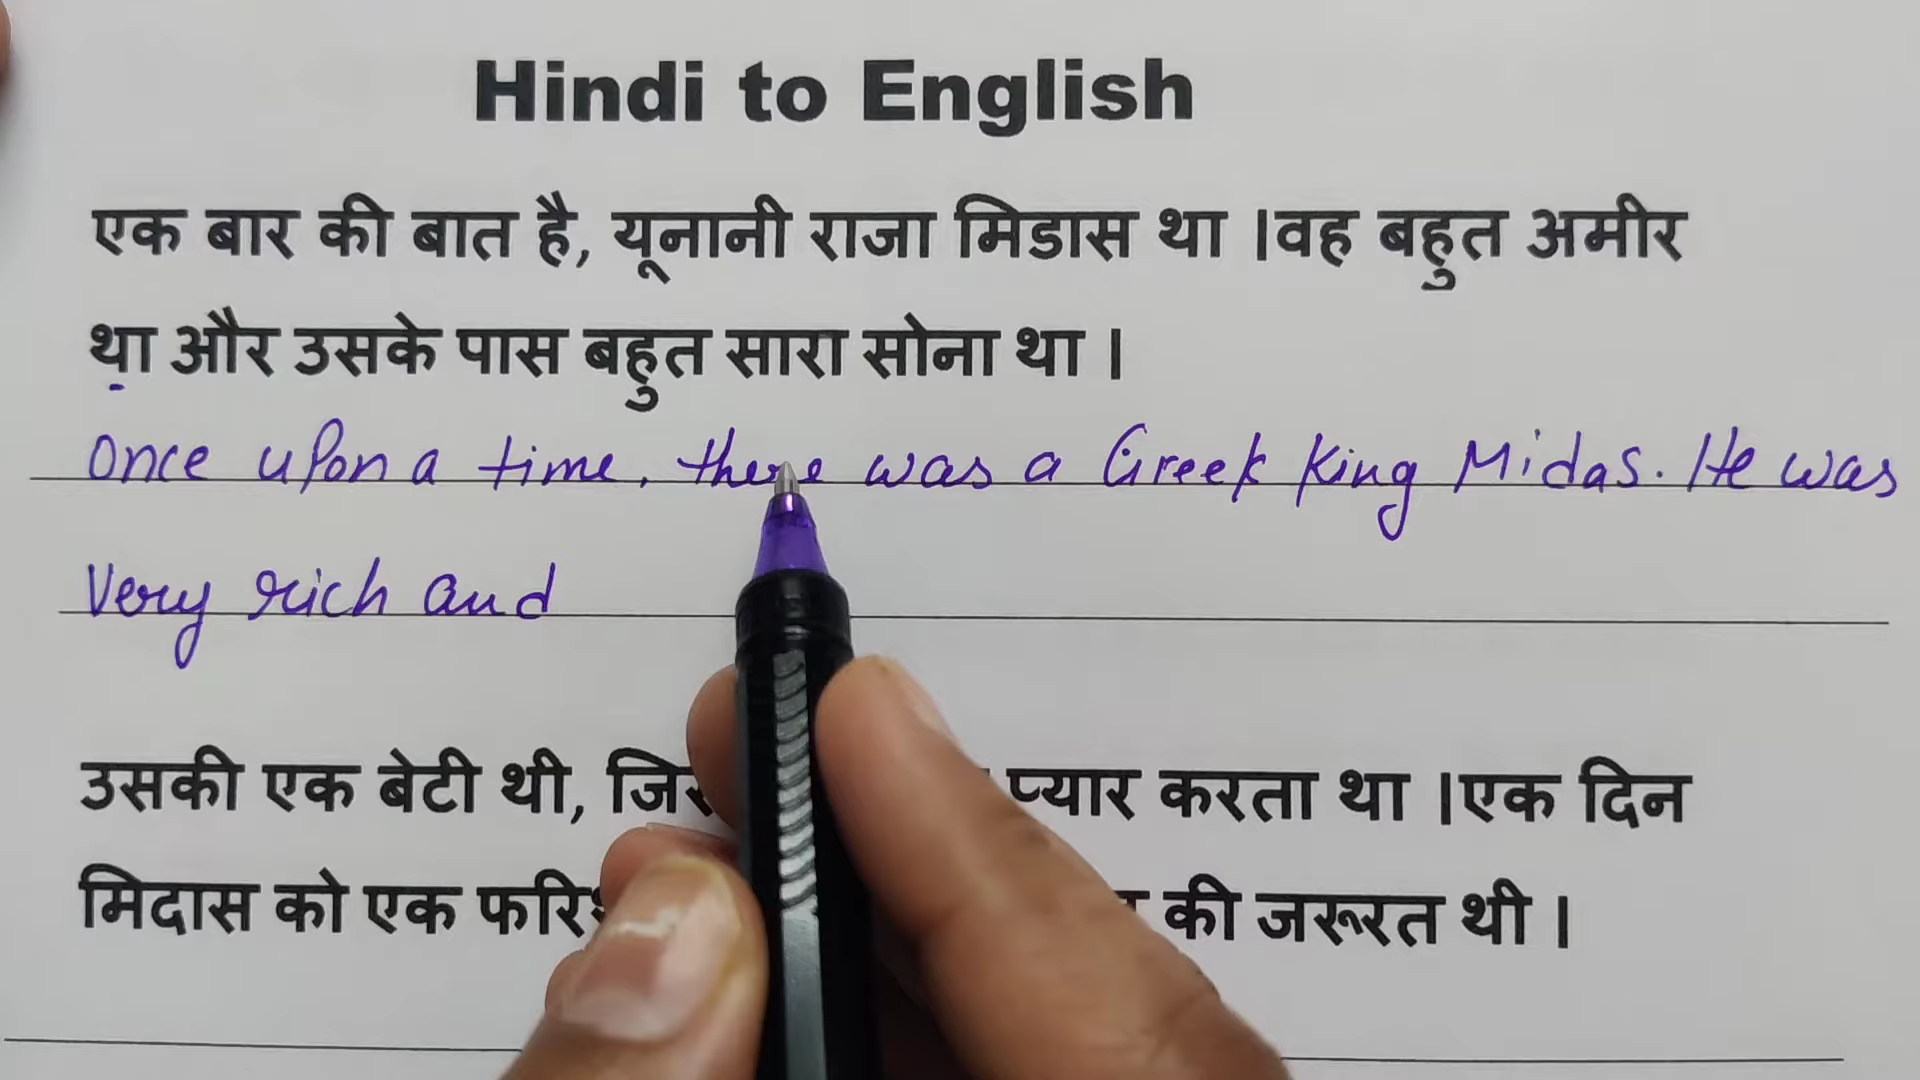 Hindi to English
एक बार की बात है, यूनानी राजा मिडास था ।वह बहुत अमीर
था और उसके पास बहुत सारा सोना था ।
Once upon a time, there was a Greek King Midas. He was
Very rich and
उसकी एक बेटी थी, प्यार करता था ।एक दिन
मिदास को एक की जरूरत थी ।